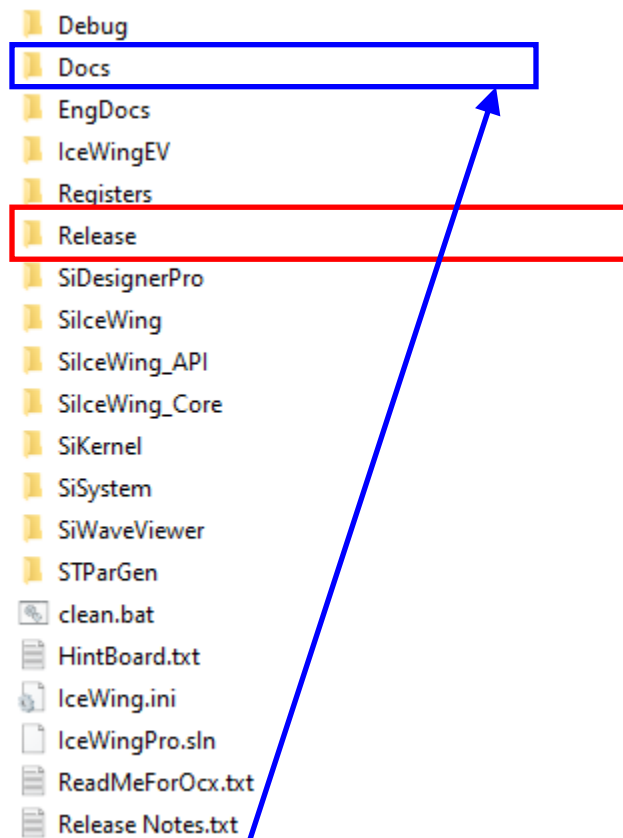 Debug
Docs
EngDocs
IceWingEV
Registers
Release
SiDesignerPro
SiIceWing
SiIceWing_API
SiIceWing_Core
SiKernel
SiSystem
SiWaveViewer
STParGen
clean.bat
HintBoard.txt
IceWing.ini
IceWingPro.sln
ReadMeForOcx.txt
Release Notes.txt